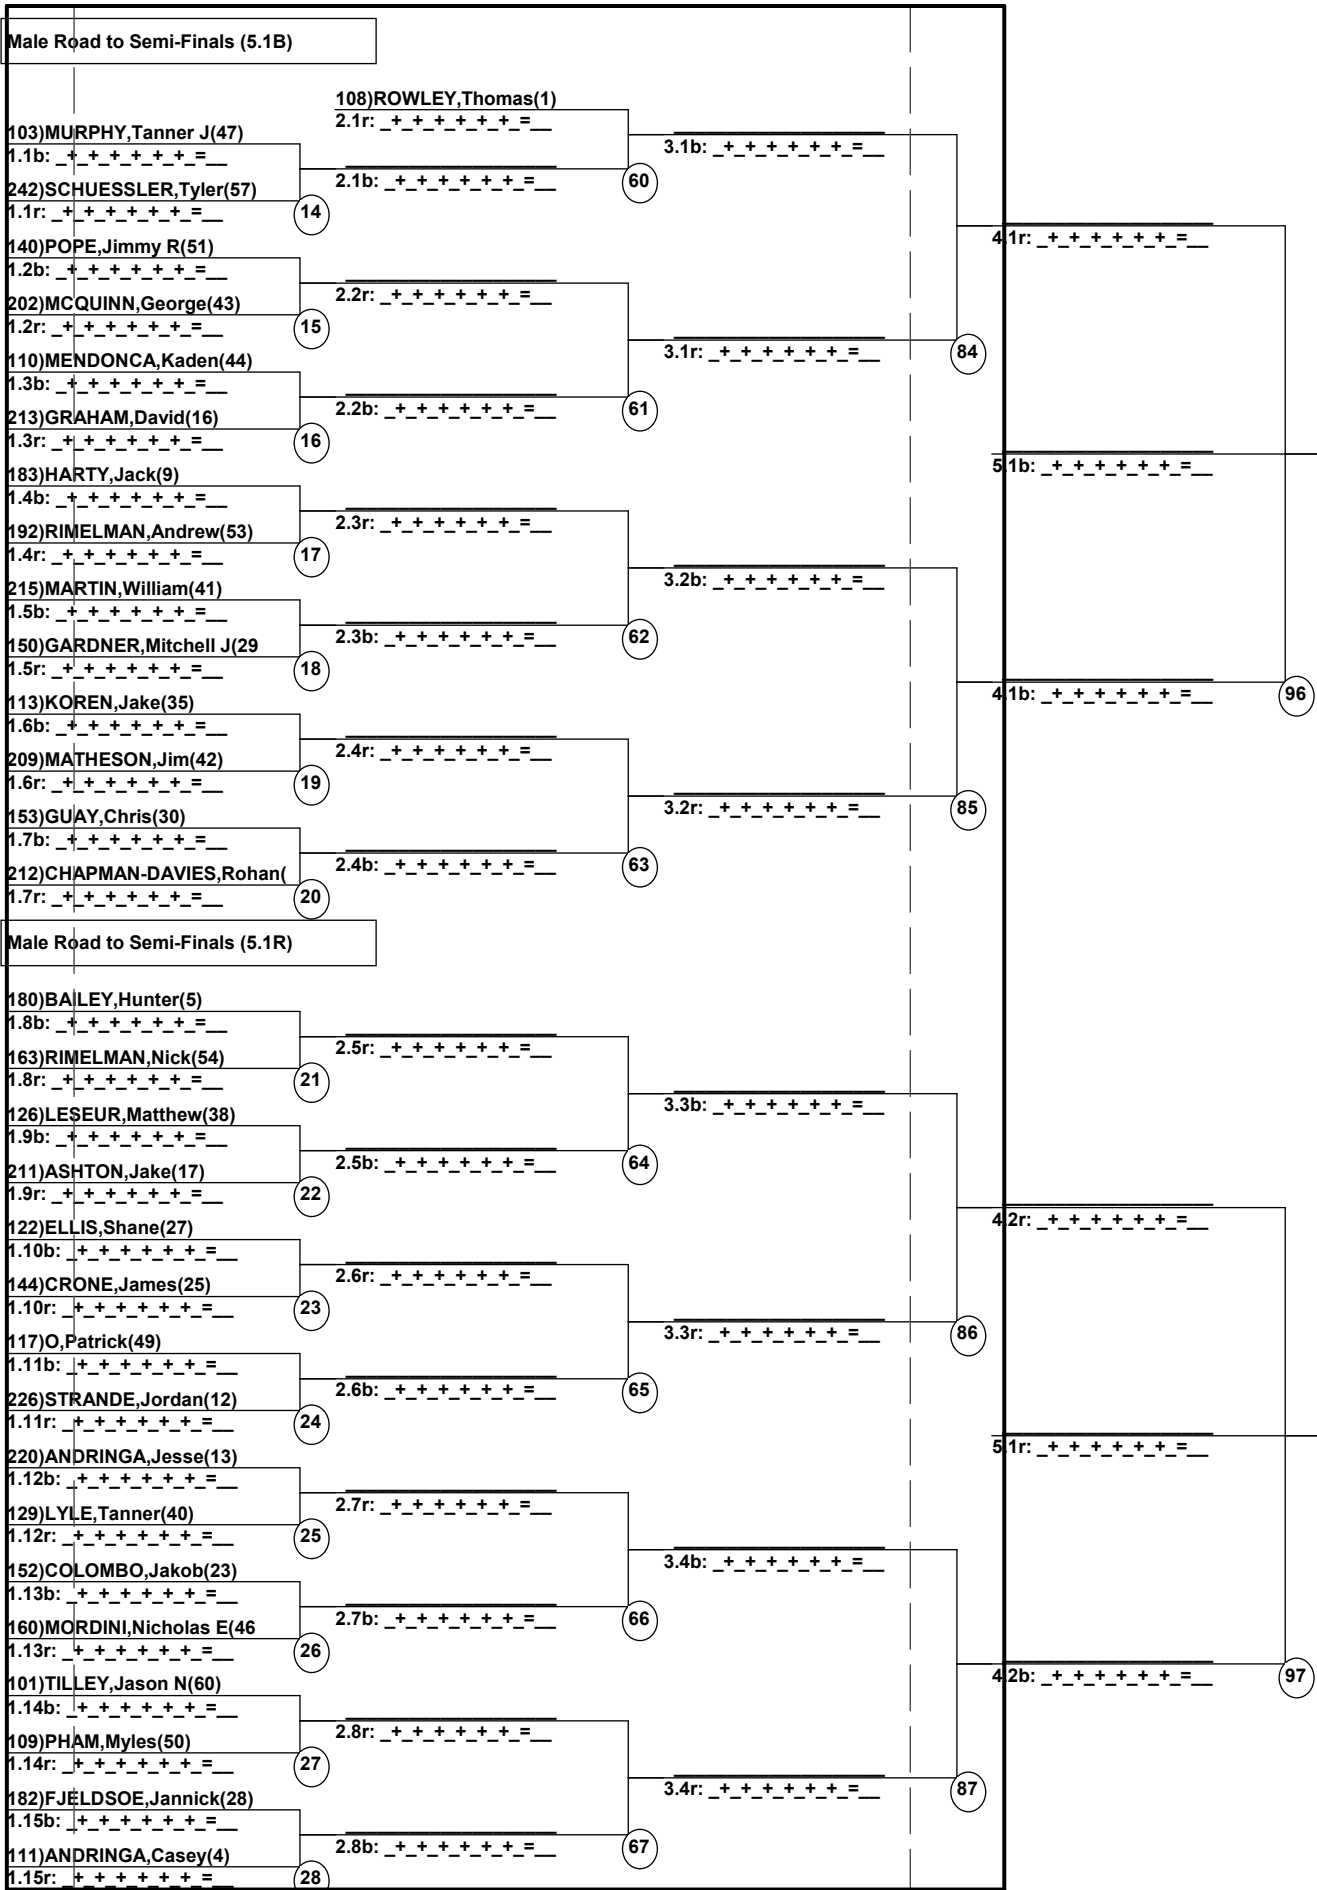 Male Road to Semi-Finals (5.1B)
108)ROWLEY,Thomas(1)
2.1r: _+_+_+_+_+_=__
103)MURPHY,Tanner J(47)
1.1b: _+_+_+_+_+_=__
3.1b: _+_+_+_+_+_=__
2.1b: _+_+_+_+_+_=__
60
242)SCHUESSLER,Tyler(57)
1.1r: _+_+_+_+_+_=__
14
4.1r: _+_+_+_+_+_=__
140)POPE,Jimmy R(51)
1.2b: _+_+_+_+_+_=__
2.2r: _+_+_+_+_+_=__
202)MCQUINN,George(43)
1.2r: _+_+_+_+_+_=__
15
3.1r: _+_+_+_+_+_=__
84
110)MENDONCA,Kaden(44)
1.3b: _+_+_+_+_+_=__
2.2b: _+_+_+_+_+_=__
61
213)GRAHAM,David(16)
1.3r: _+_+_+_+_+_=__
16
5.1b: _+_+_+_+_+_=__
183)HARTY,Jack(9)
1.4b: _+_+_+_+_+_=__
2.3r: _+_+_+_+_+_=__
192)RIMELMAN,Andrew(53)
1.4r: _+_+_+_+_+_=__
17
3.2b: _+_+_+_+_+_=__
215)MARTIN,William(41)
1.5b: _+_+_+_+_+_=__
2.3b: _+_+_+_+_+_=__
62
150)GARDNER,Mitchell J(29
1.5r: _+_+_+_+_+_=__
18
4.1b: _+_+_+_+_+_=__
96
113)KOREN,Jake(35)
1.6b: _+_+_+_+_+_=__
2.4r: _+_+_+_+_+_=__
209)MATHESON,Jim(42)
1.6r: _+_+_+_+_+_=__
19
3.2r: _+_+_+_+_+_=__
85
153)GUAY,Chris(30)
1.7b: _+_+_+_+_+_=__
2.4b: _+_+_+_+_+_=__
63
212)CHAPMAN-DAVIES,Rohan(
1.7r: _+_+_+_+_+_=__
20
Male Road to Semi-Finals (5.1R)
180)BAILEY,Hunter(5)
1.8b: _+_+_+_+_+_=__
2.5r: _+_+_+_+_+_=__
163)RIMELMAN,Nick(54)
1.8r: _+_+_+_+_+_=__
21
3.3b: _+_+_+_+_+_=__
126)LESEUR,Matthew(38)
1.9b: _+_+_+_+_+_=__
2.5b: _+_+_+_+_+_=__
64
211)ASHTON,Jake(17)
1.9r: _+_+_+_+_+_=__
22
4.2r: _+_+_+_+_+_=__
122)ELLIS,Shane(27)
1.10b: _+_+_+_+_+_=__
2.6r: _+_+_+_+_+_=__
144)CRONE,James(25)
1.10r: _+_+_+_+_+_=__
23
3.3r: _+_+_+_+_+_=__
86
117)O,Patrick(49)
1.11b: _+_+_+_+_+_=__
2.6b: _+_+_+_+_+_=__
65
226)STRANDE,Jordan(12)
1.11r: _+_+_+_+_+_=__
24
5.1r: _+_+_+_+_+_=__
220)ANDRINGA,Jesse(13)
1.12b: _+_+_+_+_+_=__
2.7r: _+_+_+_+_+_=__
129)LYLE,Tanner(40)
1.12r: _+_+_+_+_+_=__
25
3.4b: _+_+_+_+_+_=__
152)COLOMBO,Jakob(23)
1.13b: _+_+_+_+_+_=__
2.7b: _+_+_+_+_+_=__
66
160)MORDINI,Nicholas E(46
1.13r: _+_+_+_+_+_=__
26
4.2b: _+_+_+_+_+_=__
97
101)TILLEY,Jason N(60)
1.14b: _+_+_+_+_+_=__
2.8r: _+_+_+_+_+_=__
109)PHAM,Myles(50)
1.14r: _+_+_+_+_+_=__
27
3.4r: _+_+_+_+_+_=__
87
182)FJELDSOE,Jannick(28)
1.15b: _+_+_+_+_+_=__
2.8b: _+_+_+_+_+_=__
67
111)ANDRINGA,Casey(4)
1.15r: _+_+_+_+_+_=__
28